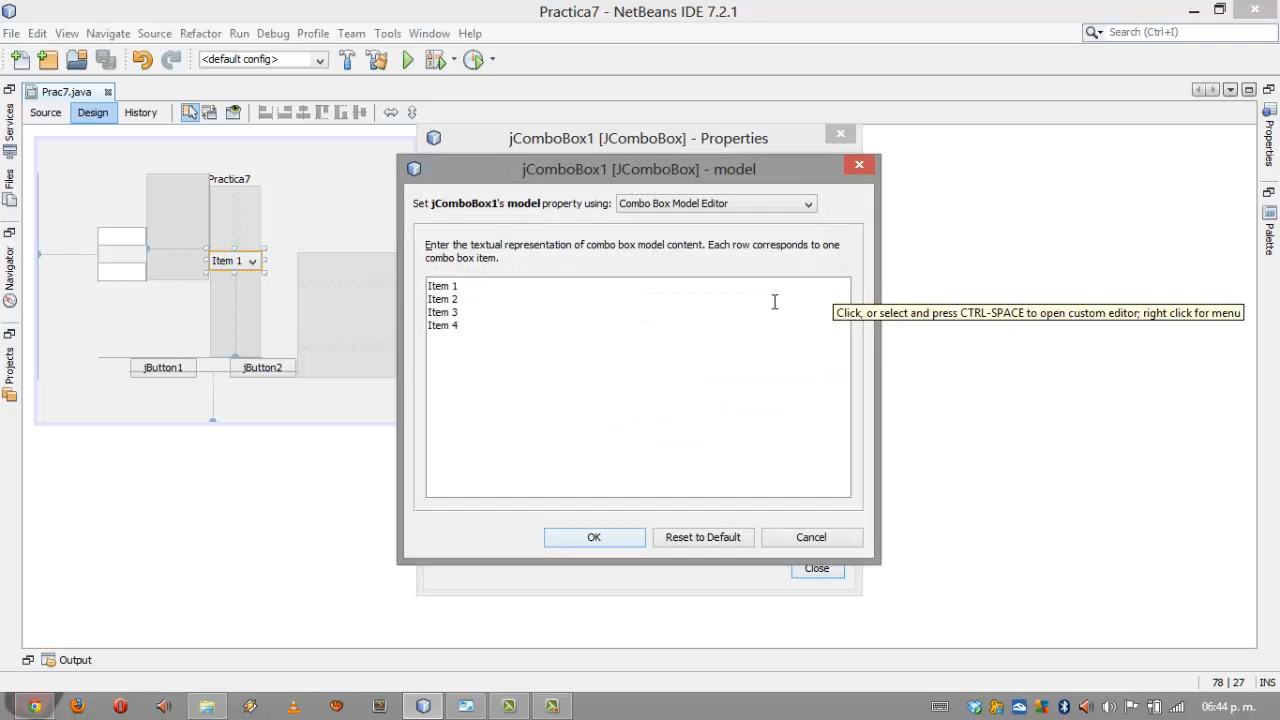 Practica7 - NetBeans IDE 7.2.1
File Edit View Navigate Source Refactor Run Debug Profile Team Tools Window Help
Search (Ctrl+I)
<default config>
Prac7.java
Source Design History
Services
Files
Navigator
Projects
Properties
Palette
Practica7
Item 1
jButton1
jButton2
jComboBox1 [JComboBox] - Properties
jComboBox1 [JComboBox] - model
Set jComboBox1's model property using: Combo Box Model Editor
Enter the textual representation of combo box model content. Each row corresponds to one
combo box item.
Item 1
Item 2
Item 3
Item 4
Click, or select and press CTRL-SPACE to open custom editor; right click for menu
OK Reset to Default Cancel
Close
Output
78 | 27 INS
06:44 p. m.